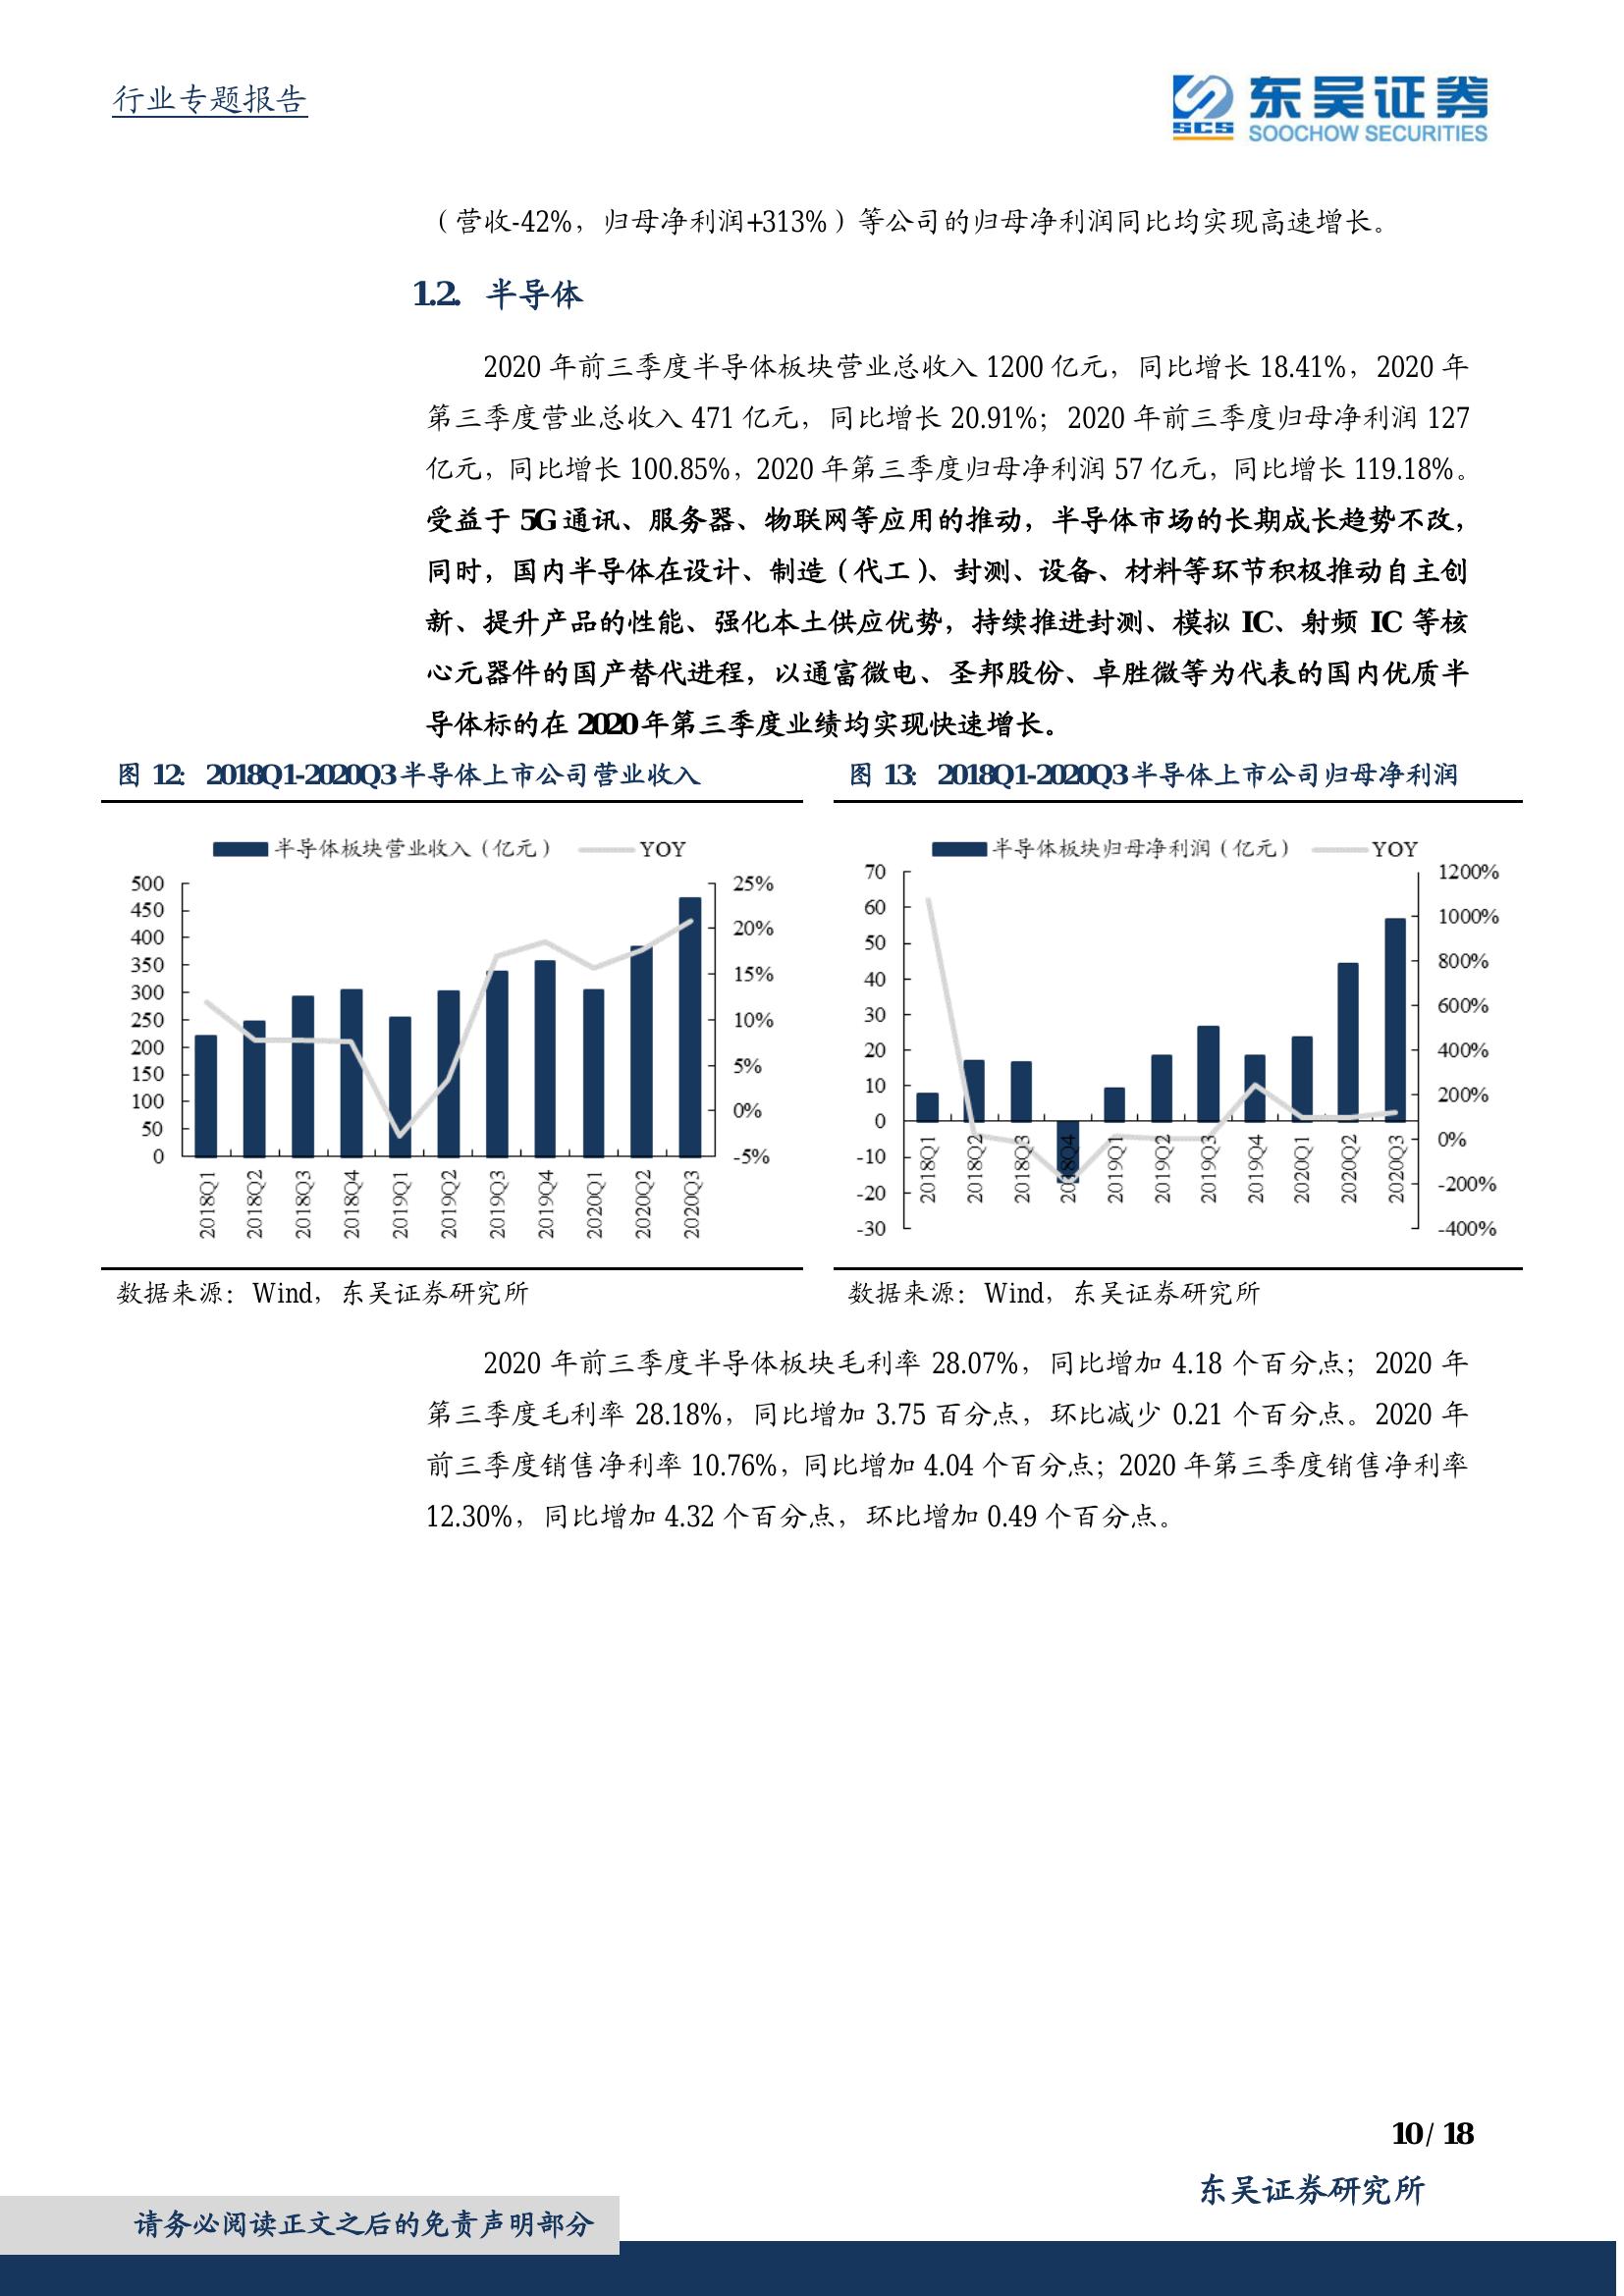 行业专题报告
SCS 东吴证券
SOOCHOW SECURITIES
（营收-42%，归母净利润+313%）等公司的归母净利润同比均实现高速增长。
1.2. 半导体
2020 年前三季度半导体板块营业总收入 1200 亿元，同比增长 18.41%，2020 年
第三季度营业总收入 471 亿元，同比增长 20.91%；2020 年前三季度归母净利润 127
亿元，同比增长 100.85%，2020 年第三季度归母净利润 57 亿元，同比增长 119.18%。
受益于 5G 通讯、服务器、物联网等应用的推动，半导体市场的长期成长趋势不改，
同时，国内半导体在设计、制造（代工）、封测、设备、材料等环节积极推动自主创
新、提升产品的性能、强化本土供应优势，持续推进封测、模拟 IC、射频 IC 等核
心元器件的国产替代进程，以通富微电、圣邦股份、卓胜微等为代表的国内优质半
导体标的在 2020 年第三季度业绩均实现快速增长。
图 12： 2018Q1-2020Q3 半导体上市公司营业收入
半导体板块营业收入（亿元） YOY
500
450
400
350
300
250
200
150
100
50
0
25%
20%
15%
10%
5%
0%
-5%
2018Q1
2018Q2
2018Q3
2018Q4
2019Q1
2019Q2
2019Q3
2019Q4
2020Q1
2020Q2
2020Q3
数据来源：Wind，东吴证券研究所
图 13： 2018Q1-2020Q3 半导体上市公司归母净利润
半导体板块归母净利润（亿元） YOY
70
60
50
40
30
20
10
0
-10
-20
-30
1200%
1000%
800%
600%
400%
200%
0%
-200%
-400%
2018Q1
2018Q2
2018Q3
2018Q4
2019Q1
2019Q2
2019Q3
2019Q4
2020Q1
2020Q2
2020Q3
数据来源：Wind，东吴证券研究所
2020 年前三季度半导体板块毛利率 28.07%，同比增加 4.18 个百分点；2020 年
第三季度毛利率 28.18%，同比增加 3.75 百分点，环比减少 0.21 个百分点。2020 年
前三季度销售净利率 10.76%，同比增加 4.04 个百分点；2020 年第三季度销售净利率
12.30%，同比增加 4.32 个百分点，环比增加 0.49 个百分点。
10 / 18
东吴证券研究所
请务必阅读正文之后的免责声明部分